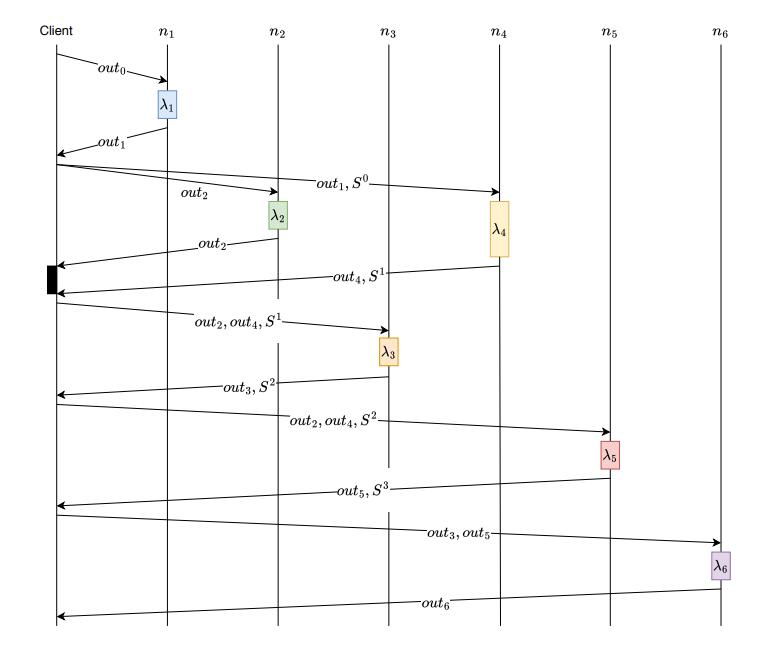 Client n₁ n₂ n₃ n₄ n₅ n₆
out₀
λ₁
out₁
out₁, S⁰
out₂
λ₂
λ₄
out₂
out₄, S¹
out₂, out₄, S¹
λ₃
out₃, S²
out₂, out₄, S²
λ₅
out₅, S³
out₃, out₅
λ₆
out₆